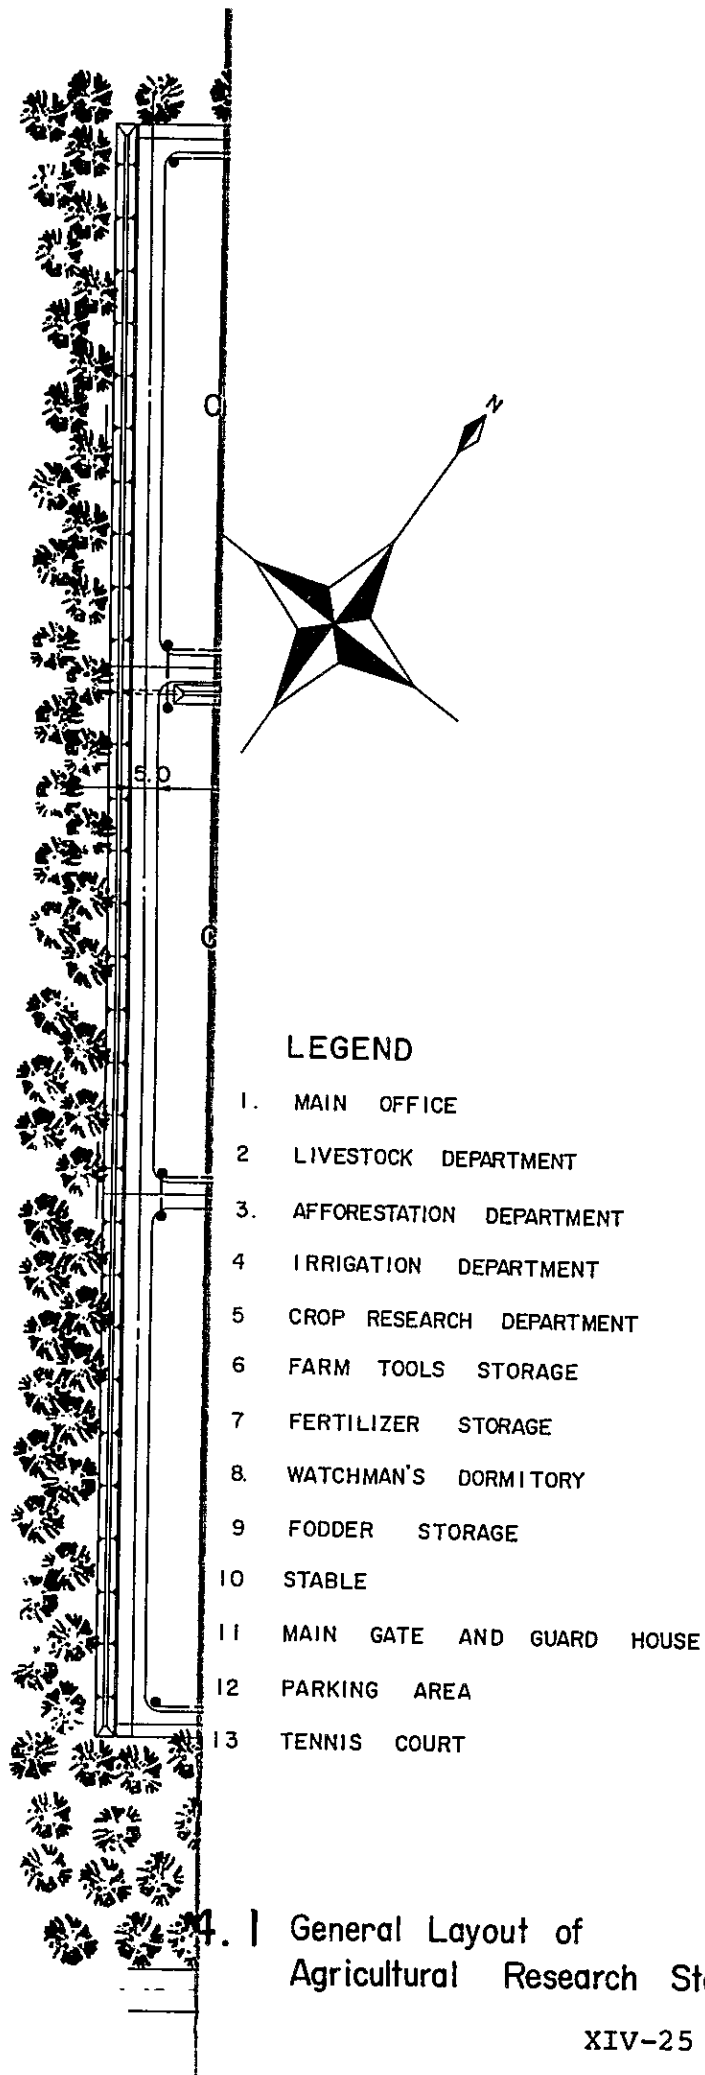 N
5.0
LEGEND
1. MAIN OFFICE
2 LIVESTOCK DEPARTMENT
3. AFFORESTATION DEPARTMENT
4 IRRIGATION DEPARTMENT
5 CROP RESEARCH DEPARTMENT
6 FARM TOOLS STORAGE
7 FERTILIZER STORAGE
8. WATCHMAN'S DORMITORY
9 FODDER STORAGE
10 STABLE
11 MAIN GATE AND GUARD HOUSE
12 PARKING AREA
13 TENNIS COURT
4.1 General Layout of
Agricultural Research
XIV-25